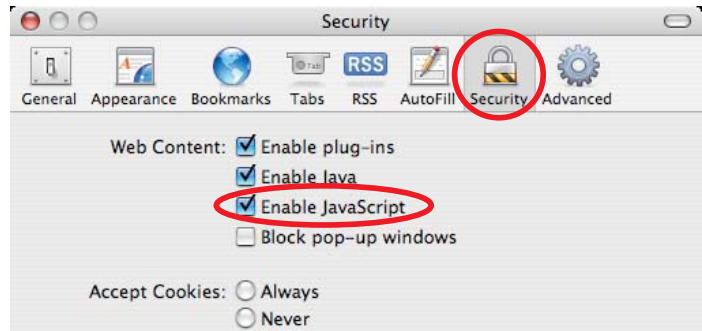 Security
General Appearance Bookmarks Tabs RSS AutoFill Security Advanced
Web Content: Enable plug-ins
Enable Java
Enable JavaScript
Block pop-up windows
Accept Cookies: Always
Never